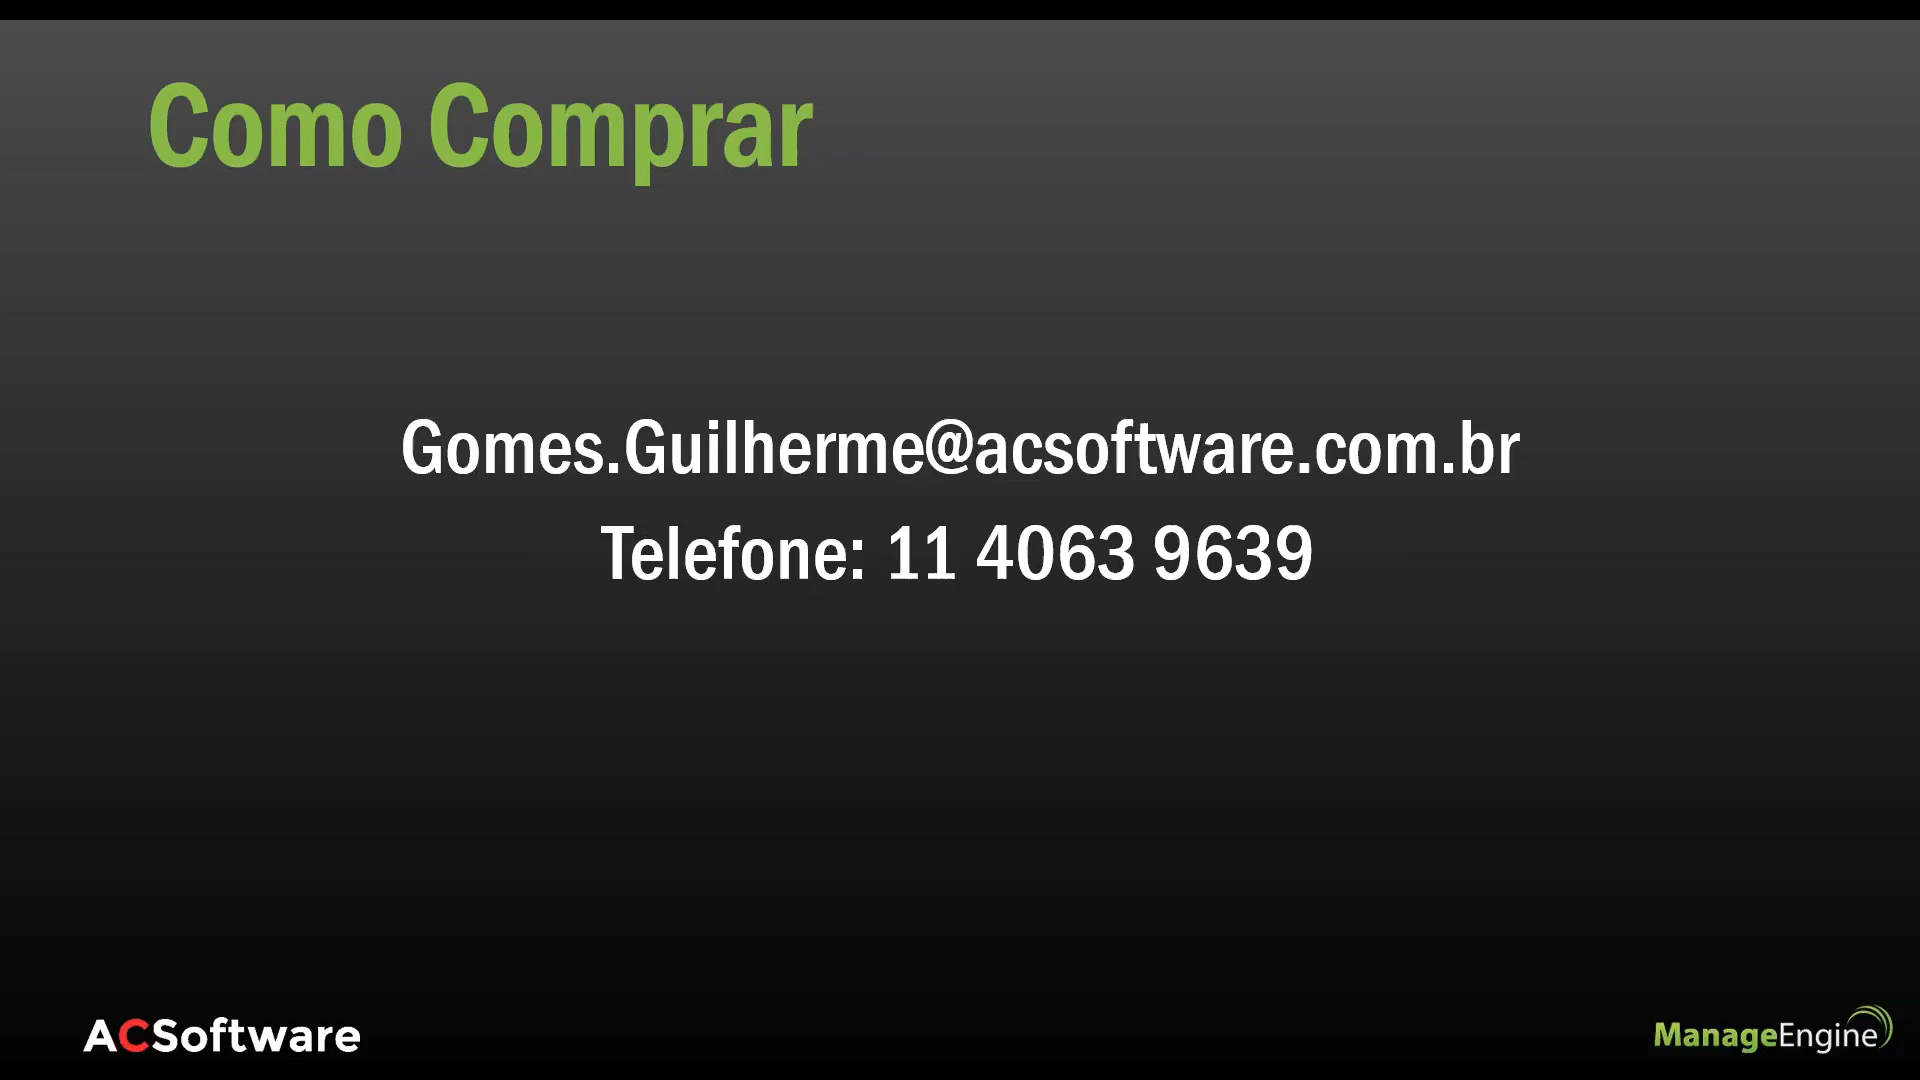 Como Comprar
Gomes.Guilherme@acsoftware.com.br
Telefone: 11 4063 9639
ACSoftware
ManageEngine